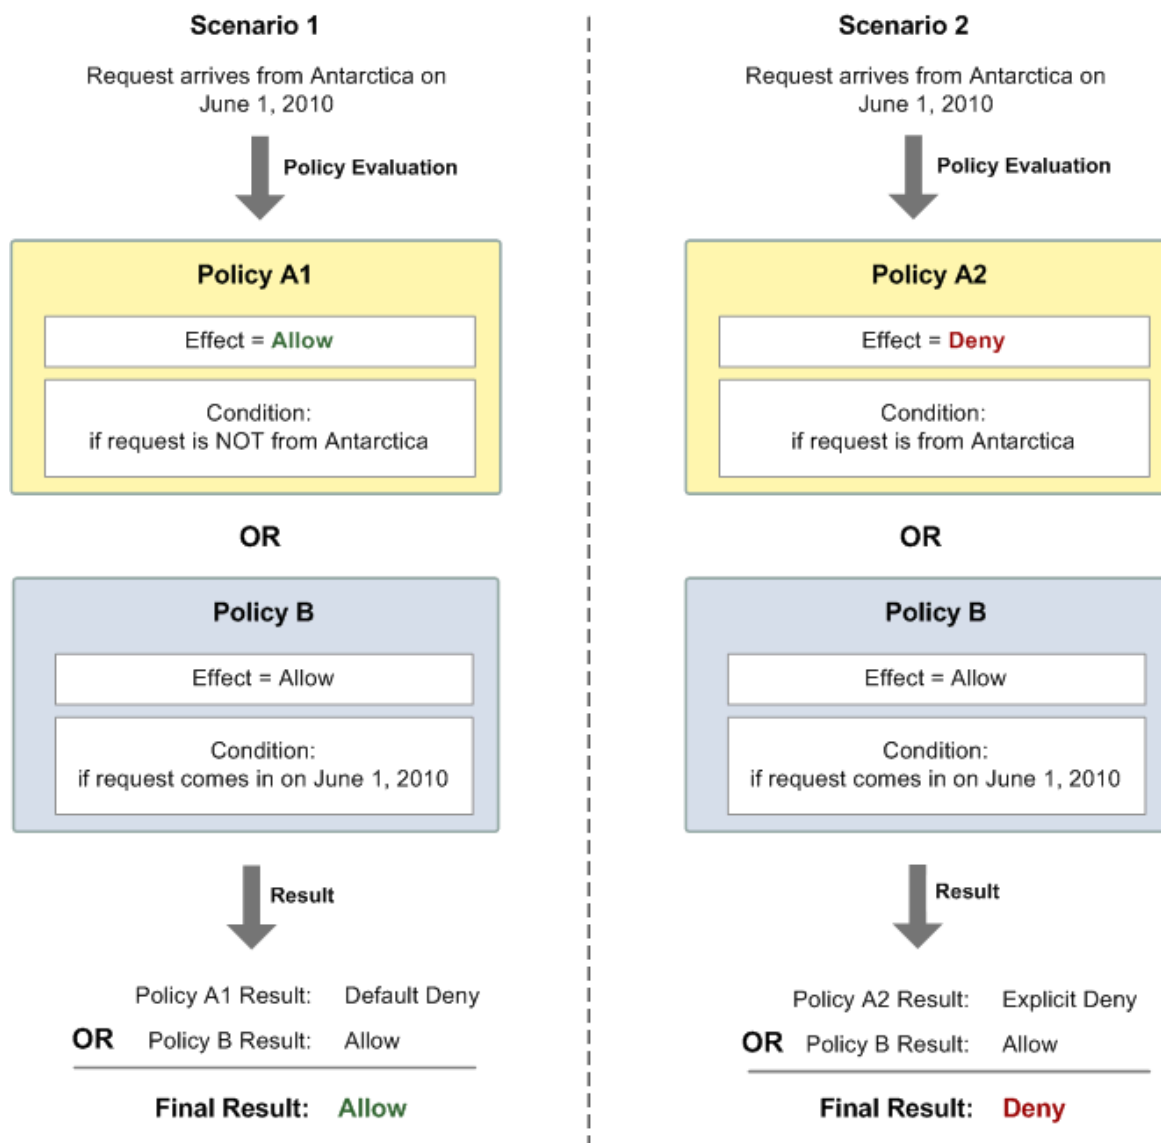 Scenario 1
Request arrives from Antarctica on
June 1, 2010
Policy Evaluation
Policy A1
Effect = Allow
Condition:
if request is NOT from Antarctica
OR
Policy B
Effect = Allow
Condition:
if request comes in on June 1, 2010
Result
Policy A1 Result: Default Deny
OR Policy B Result: Allow
Final Result: Allow
Scenario 2
Request arrives from Antarctica on
June 1, 2010
Policy Evaluation
Policy A2
Effect = Deny
Condition:
if request is from Antarctica
OR
Policy B
Effect = Allow
Condition:
if request comes in on June 1, 2010
Result
Policy A2 Result: Explicit Deny
OR Policy B Result: Allow
Final Result: Deny